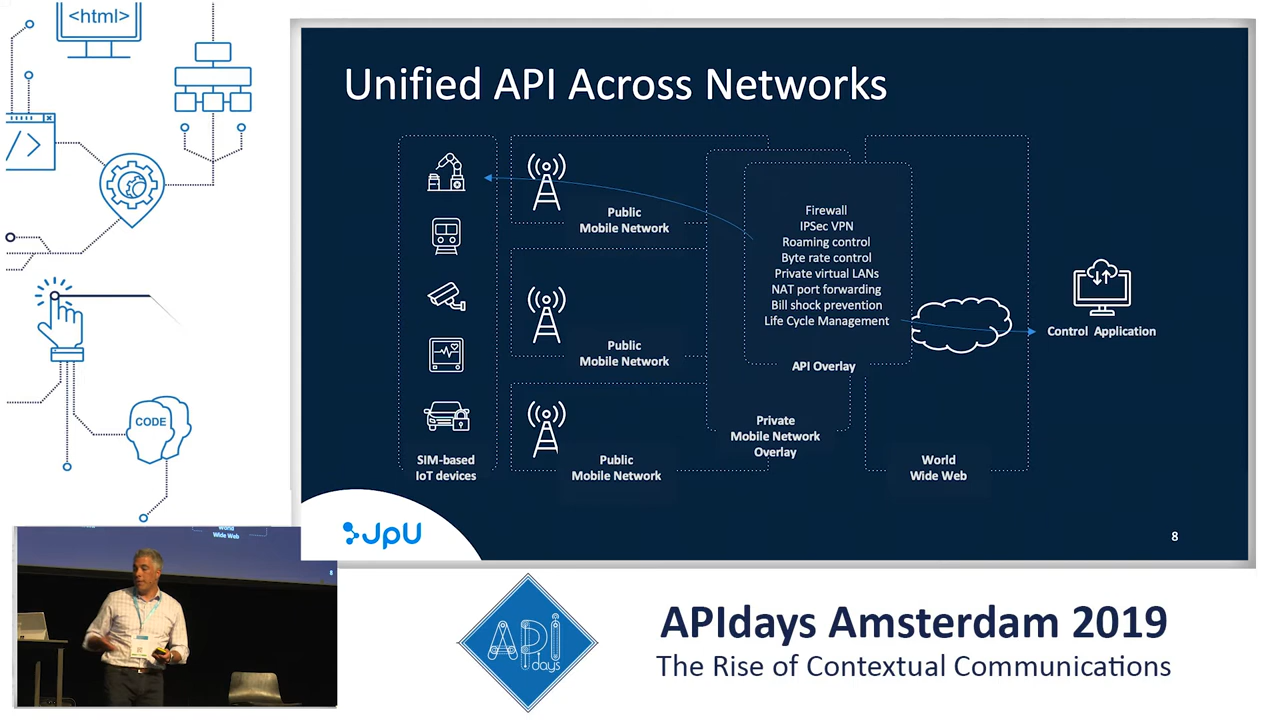 <html>
Unified API Across Networks
Public
Mobile Network
Public
Mobile Network
Public
Mobile Network
Firewall
IPSec VPN
Roaming control
Byte rate control
Private virtual LANs
NAT port forwarding
Bill shock prevention
Life Cycle Management
API Overlay
Private
Mobile Network
Overlay
World
Wide Web
Control Application
SIM-based
IoT devices
CODE
JpU
8
World
Wide Web
8
API
days
APIdays Amsterdam 2019
The Rise of Contextual Communications